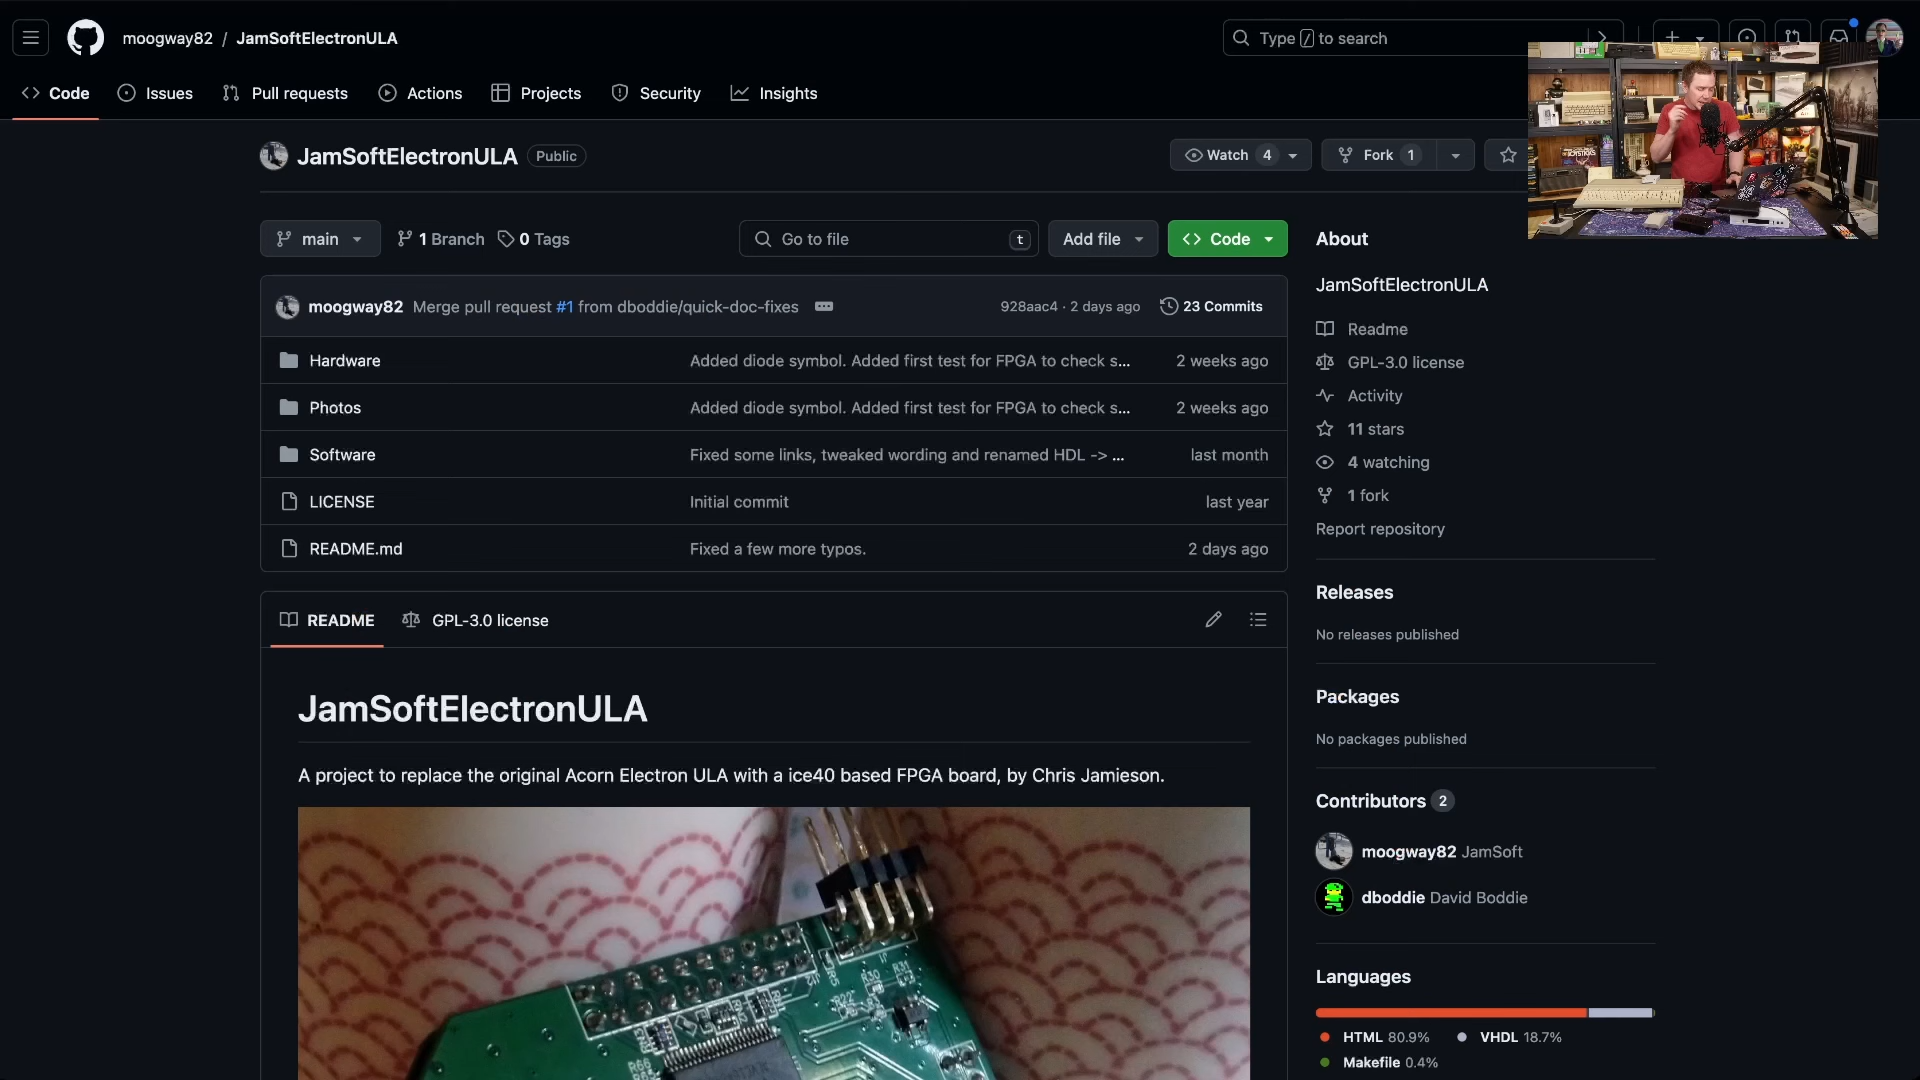 moogway82 / JamSoftElectronULA
Type / to search
Code Issues Pull requests Actions Projects Security Insights
JamSoftElectronULA Public
Watch 4 Fork 1
main 1 Branch 0 Tags Go to file t Add file Code
moogway82 Merge pull request #1 from dboddie/quick-doc-fixes 928aac4 · 2 days ago 23 Commits
Hardware Added diode symbol. Added first test for FPGA to check s... 2 weeks ago
Photos Added diode symbol. Added first test for FPGA to check s... 2 weeks ago
Software Fixed some links, tweaked wording and renamed HDL -> ... last month
LICENSE Initial commit last year
README.md Fixed a few more typos. 2 days ago
README GPL-3.0 license
JamSoftElectronULA
A project to replace the original Acorn Electron ULA with a ice40 based FPGA board, by Chris Jamieson.
R30
R31
R22
About
JamSoftElectronULA
Readme
GPL-3.0 license
Activity
11 stars
4 watching
1 fork
Report repository
Releases
No releases published
Packages
No packages published
Contributors 2
moogway82 JamSoft
dboddie David Boddie
Languages
HTML 80.9% VHDL 18.7%
Makefile 0.4%